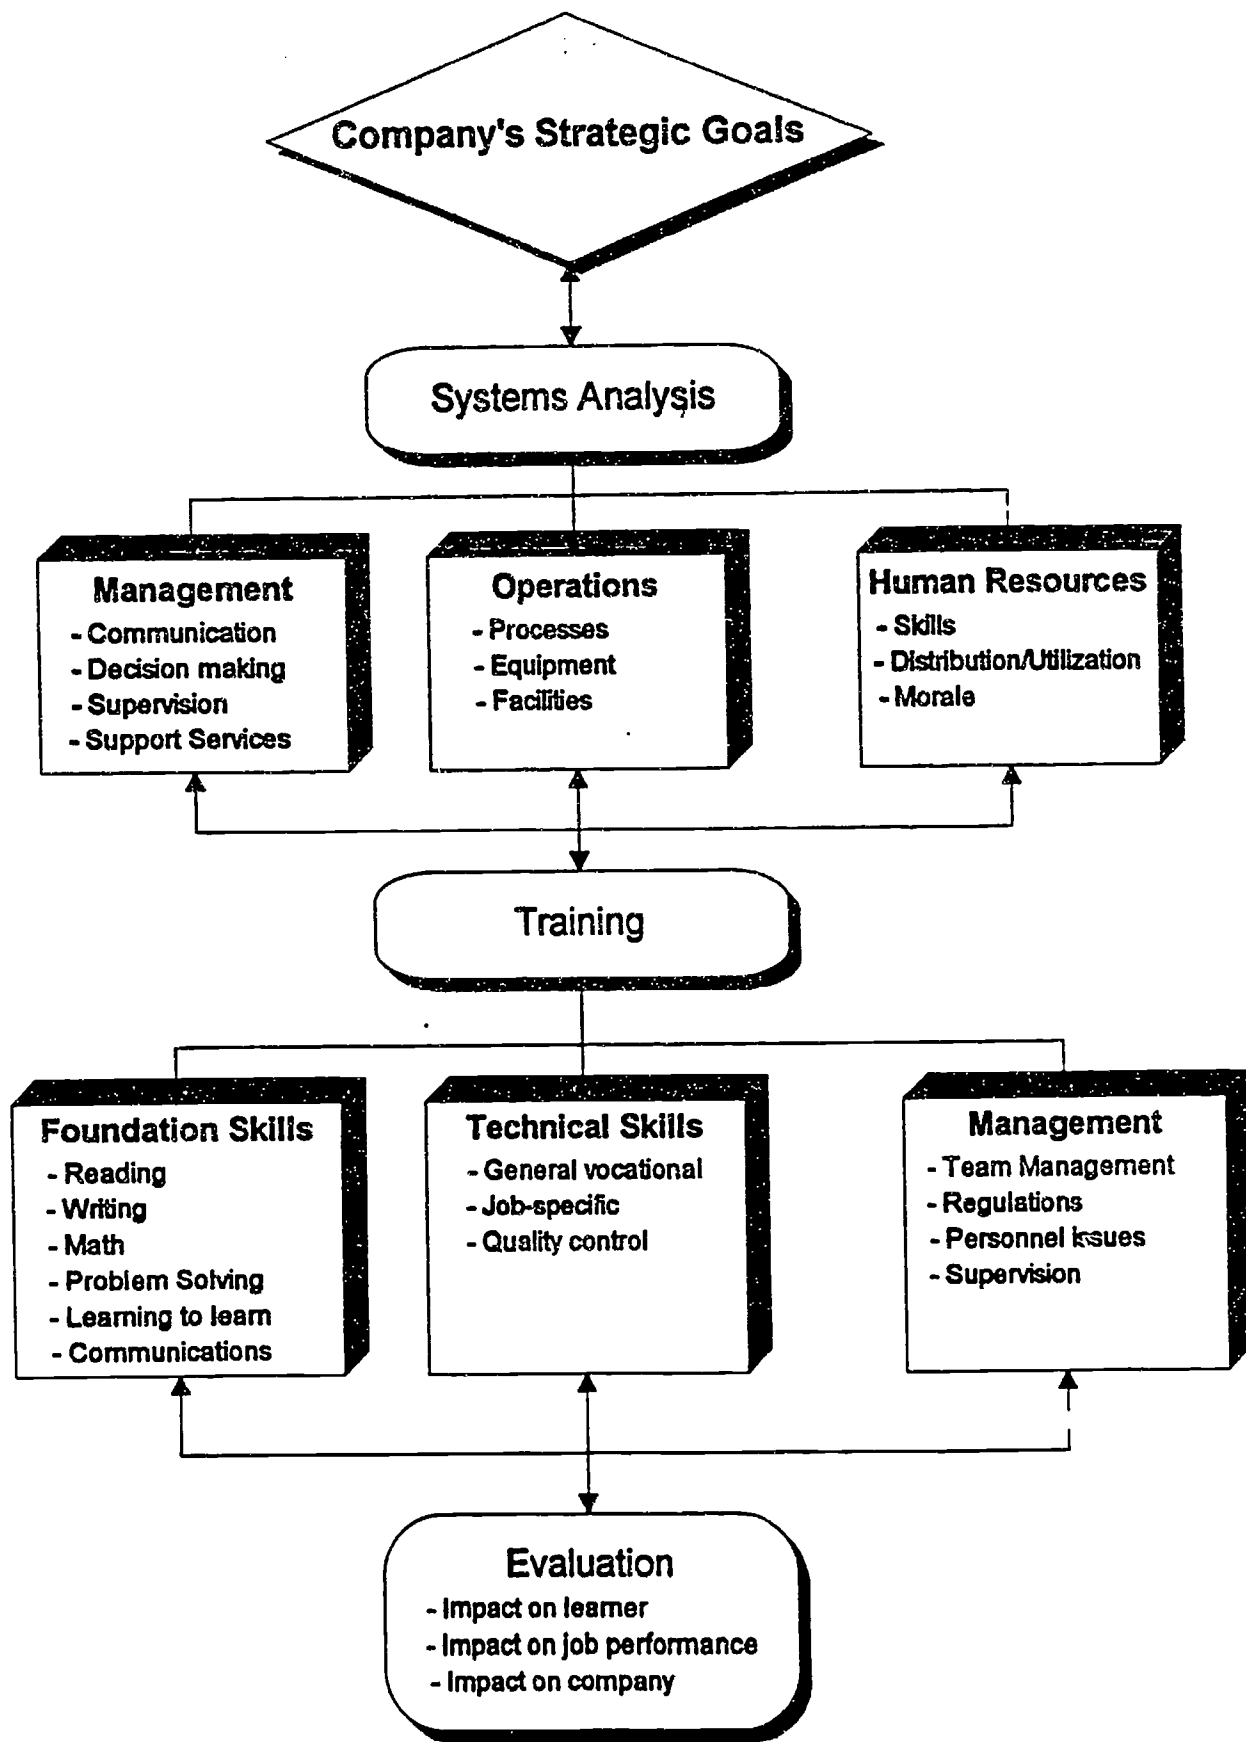 Company's Strategic Goals
Systems Analysis
Management
- Communication
- Decision making
- Supervision
- Support Services
Operations
- Processes
- Equipment
- Facilities
Human Resources
- Skills
- Distribution/Utilization
- Morale
Training
Foundation Skills
- Reading
- Writing
- Math
- Problem Solving
- Learning to learn
- Communications
Technical Skills
- General vocational
- Job-specific
- Quality control
Management
- Team Management
- Regulations
- Personnel issues
- Supervision
Evaluation
- Impact on learner
- Impact on job performance
- Impact on company